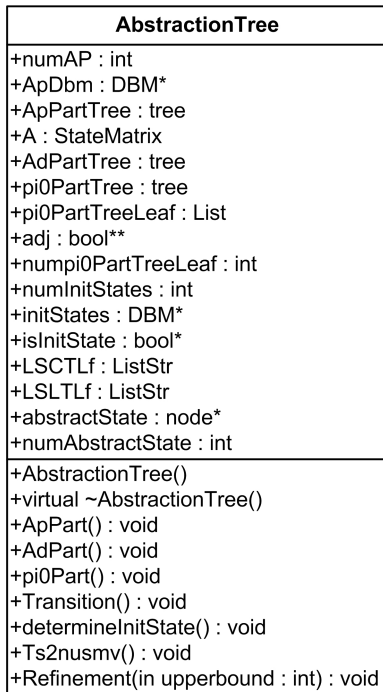 AbstractionTree
+numAP : int
+ApDbm : DBM*
+ApPartTree : tree
+A : StateMatrix
+AdPartTree : tree
+pi0PartTree : tree
+pi0PartTreeLeaf : List
+adj : bool**
+numpi0PartTreeLeaf : int
+numInitStates : int
+initStates : DBM*
+isInitState : bool*
+LSCTLf : ListStr
+LSLTLf : ListStr
+abstractState : node*
+numAbstractState : int
+AbstractionTree()
+virtual ~AbstractionTree()
+ApPart() : void
+AdPart() : void
+pi0Part() : void
+Transition() : void
+determineInitState() : void
+Ts2nusmv() : void
+Refinement(in upperbound : int) : void